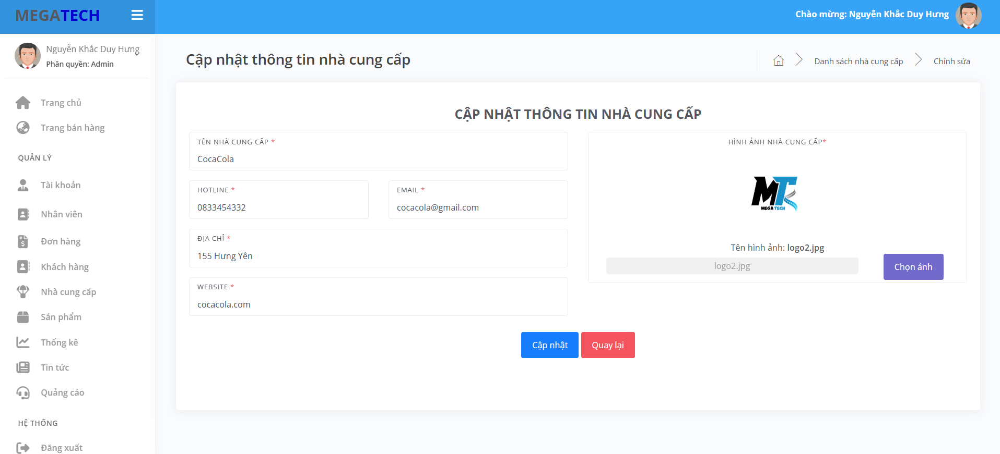 MEGATECH
Chào mừng: Nguyễn Khắc Duy Hưng
Nguyễn Khắc Duy Hưng
Phân quyền: Admin
Trang chủ
Trang bán hàng
QUẢN LÝ
Tài khoản
Nhân viên
Đơn hàng
Khách hàng
Nhà cung cấp
Sản phẩm
Thống kê
Tin tức
Quảng cáo
HỆ THỐNG
Đăng xuất
Cập nhật thông tin nhà cung cấp
Danh sách nhà cung cấp
Chỉnh sửa
CẬP NHẬT THÔNG TIN NHÀ CUNG CẤP
TÊN NHÀ CUNG CẤP *
CocaCola
HOTLINE *
0833454332
EMAIL *
cocacola@gmail.com
ĐỊA CHỈ *
155 Hưng Yên
WEBSITE *
cocacola.com
HÌNH ẢNH NHÀ CUNG CẤP*
MT
MEGA TECH
Tên hình ảnh: logo2.jpg
logo2.jpg
Chọn ảnh
Cập nhật
Quay lại